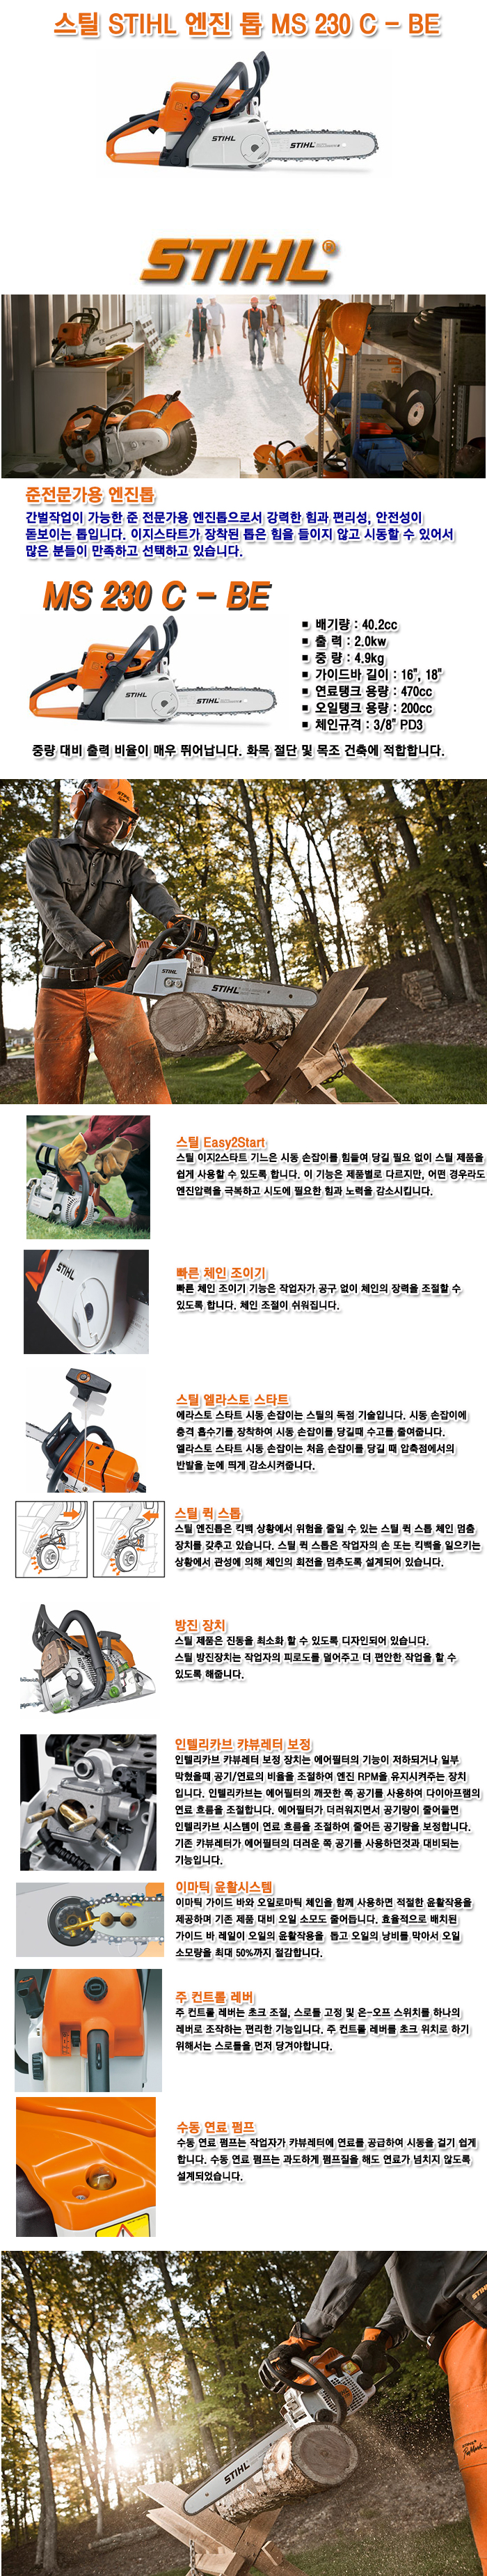 스틸 STIHL 엔진 톱 MS 230 C - BE
STIHL
STIHL
STIHL®
준전문가용 엔진톱
간벌작업이 가능한 준 전문가용 엔진톱으로서 강력한 힘과 편리성, 안전성이
돋보이는 톱입니다. 이지스타트가 장착된 톱은 힘을 들이지 않고 시동할 수 있어서
많은 분들이 만족하고 선택하고 있습니다.
MS 230 C - BE
■ 배기량 : 40.2cc
■ 출 력 : 2.0kw
■ 중 량 : 4.9kg
■ 가이드바 길이 : 16", 18"
■ 연료탱크 용량 : 470cc
■ 오일탱크 용량 : 200cc
■ 체인규격 : 3/8" PD3
STIHL
STIHL
중량 대비 출력 비율이 매우 뛰어납니다. 화목 절단 및 목조 건축에 적합합니다.
STIHL
STIHL
STIHL
스틸 Easy2Start
스틸 이지2스타트 기느은 시동 손잡이를 힘들여 당길 필요 없이 스틸 제품을
쉽게 사용할 수 있도록 합니다. 이 기능은 제품별로 다르지만, 어떤 경우라도
엔진압력을 극복하고 시도에 필요한 힘과 노력을 감소시킵니다.
STIHL
빠른 체인 조이기
빠른 체인 조이기 기능은 작업자가 공구 없이 체인의 장력을 조절할 수
있도록 합니다. 체인 조절이 쉬워집니다.
스틸 엘라스토 스타트
에라스토 스타트 시동 손잡이는 스틸의 독점 기술입니다. 시동 손잡이에
충격 흡수기를 장착하여 손잡이를 당길때 수고를 줄여줍니다.
엘라스토 스타트 시동 손잡이는 처음 손잡이를 당길 때 압축점에서의
반발을 눈에 띄게 감소시켜줍니다.
스틸 퀵 스톱
스틸 엔진톱은 킥백 상황에서 위험을 줄일 수 있는 스틸 퀵 스톱 체인 멈춤
장치를 갖추고 있습니다. 스틸 퀵 스톱은 작업자의 손 또는 킥백을 일으키는
상황에서 관성에 의해 체인의 회전을 멈추도록 설계되어 있습니다.
방진 장치
스틸 제품은 진동을 최소화 할 수 있도록 디자인되어 있습니다.
스틸 방진장치는 작업자의 피로도를 덜어주고 더 편안한 작업을 할 수
있도록 해줍니다.
인텔리카브 캬뷰레터 보정
인텔리카브 캬뷰레터 보정 장치는 에어필터의 기능이 저하되거나 일부
막혔을때 공기/연료의 비율을 조절하여 엔진 RPM을 유지시켜주는 장치
입니다. 인텔리카브는 에어필터의 깨끗한 쪽 공기를 사용하여 다이아프램의
연료 흐름을 조절합니다. 에어필터가 더러워지면서 공기량이 줄어들면
인텔리카브 시스템이 연료 흐름을 조절하여 줄어든 공기량을 보정합니다.
기존 캬뷰레터가 에어필터의 더러운 쪽 공기를 사용하던것과 대비되는
기능입니다.
이마틱 윤활시스템
이마틱 가이드 바와 오일로마틱 체인을 함께 사용하면 적절한 윤활작용을
제공하며 기존 제품 대비 오일 소모도 줄어듭니다. 효율적으로 배치된
가이드 바 레일이 오일의 윤활작용을 돕고 오일의 낭비를 막아서 오일
소모량을 최대 50%까지 절감합니다.
주 컨트롤 레버
주 컨트롤 레버는 초크 조절, 스로틀 고정 및 온-오프 스위치를 하나의
레버로 조작하는 편리한 기능입니다. 주 컨트롤 레버를 초크 위치로 하기
위해서는 스로틀을 먼저 당겨야합니다.
수동 연료 펌프
수동 연료 펌프는 작업자가 캬뷰레터에 연료를 공급하여 시동을 걸기 쉽게
합니다. 수동 연료 펌프는 과도하게 펌프질을 해도 연료가 넘치지 않도록
설계되었습니다.
STIHL